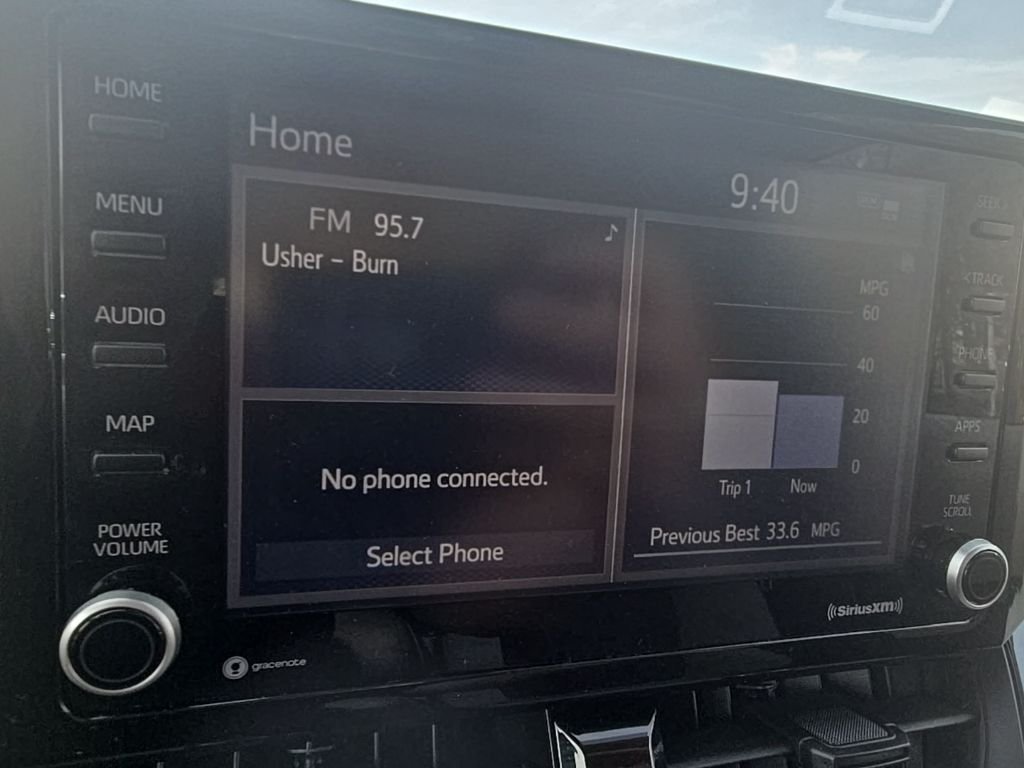 HOME
MENU
AUDIO
MAP
POWER
VOLUME
Home
9:40
FM 95.7
Usher – Burn
No phone connected.
Select Phone
MPG
60
40
20
0
Trip 1 Now
Previous Best 33.6 MPG
SEEK >
< TRACK
PHONE
APPS
TUNE
SCROLL
gracenote
SiriusXM